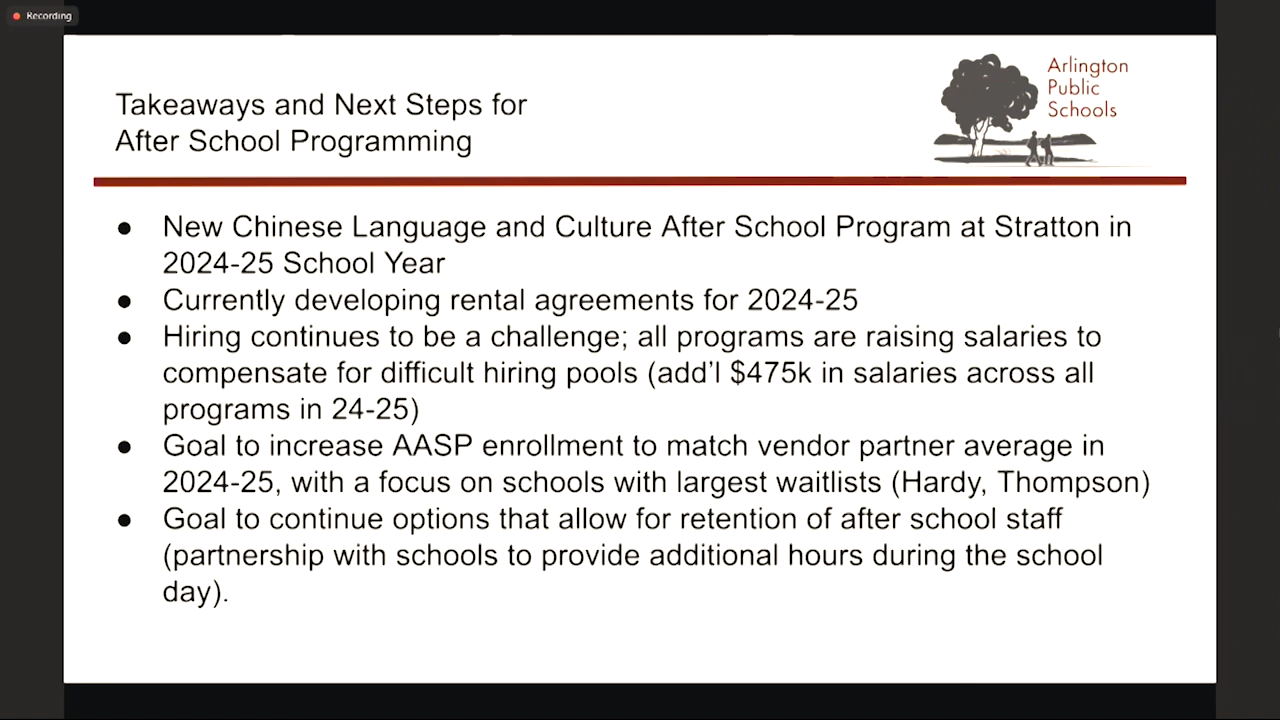 Recording
Arlington
Public
Schools
Takeaways and Next Steps for
After School Programming
● New Chinese Language and Culture After School Program at Stratton in
2024-25 School Year
● Currently developing rental agreements for 2024-25
● Hiring continues to be a challenge; all programs are raising salaries to
compensate for difficult hiring pools (add’l $475k in salaries across all
programs in 24-25)
● Goal to increase AASP enrollment to match vendor partner average in
2024-25, with a focus on schools with largest waitlists (Hardy, Thompson)
● Goal to continue options that allow for retention of after school staff
(partnership with schools to provide additional hours during the school
day).